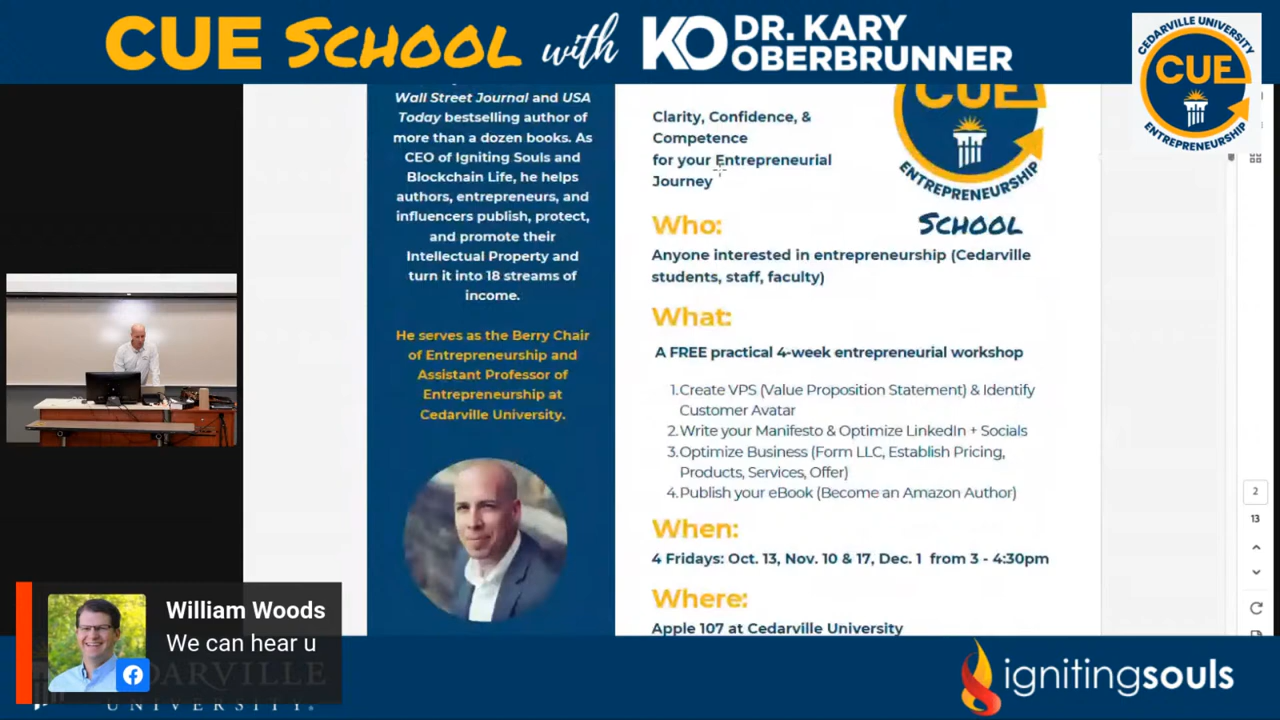 CUE SCHOOL with KO DR. KARY OBERBRUNNER
CEDARVILLE UNIVERSITY
CUE
ENTREPRENEURSHIP
Wall Street Journal and USA
Today bestselling author of
more than a dozen books. As
CEO of Igniting Souls and
Blockchain Life, he helps
authors, entrepreneurs, and
influencers publish, protect,
and promote their
Intellectual Property and
turn it into 18 streams of
income.
He serves as the Berry Chair
of Entrepreneurship and
Assistant Professor of
Entrepreneurship at
Cedarville University.
Clarity, Confidence, &
Competence
for your Entrepreneurial
Journey
CUE
ENTREPRENEURSHIP
SCHOOL
Who:
Anyone interested in entrepreneurship (Cedarville
students, staff, faculty)
What:
A FREE practical 4-week entrepreneurial workshop
1.Create VPS (Value Proposition Statement) & Identify
Customer Avatar
2.Write your Manifesto & Optimize LinkedIn + Socials
3.Optimize Business (Form LLC, Establish Pricing,
Products, Services, Offer)
4.Publish your eBook (Become an Amazon Author)
When:
4 Fridays: Oct. 13, Nov. 10 & 17, Dec. 1 from 3 - 4:30pm
Where:
Apple 107 at Cedarville University
2
13
William Woods
We can hear u
DARVILLE
UNIVERSITY
ignitingsouls